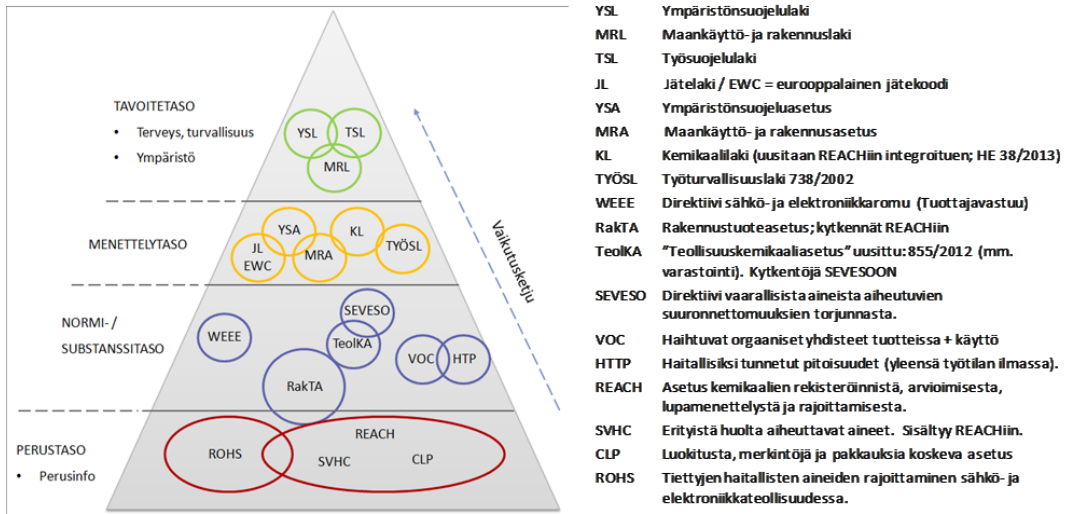 TAVOITETASO
• Terveys, turvallisuus
• Ympäristö
YSL
TSL
MRL
MENETTELYTASO
YSA
KL
JL
EWC
MRA
TYÖSL
Vaikutusketju
NORMI- /
SUBSTANSSITASO
WEEE
SEVESO
TeolKA
VOC
HTP
RakTA
PERUSTASO
• Perusinfo
ROHS
REACH
SVHC
CLP
YSL Ympäristönsuojelulaki
MRL Maankäyttö- ja rakennuslaki
TSL Työsuojelulaki
JL Jätelaki / EWC = eurooppalainen jätekoodi
YSA Ympäristönsuojeluasetus
MRA Maankäyttö- ja rakennusasetus
KL Kemikaalilaki (uusitaan REACHiin integroituen; HE 38/2013)
TYÖSL Työturvallisuuslaki 738/2002
WEEE Direktiivi sähkö- ja elektroniikkaromu (Tuottajavastuu)
RakTA Rakennustuoteasetus; kytkennät REACHiin
TeolKA ”Teollisuuskemikaaliasetus” uusittu: 855/2012 (mm.
varastointi). Kytkentöjä SEVESOON
SEVESO Direktiivi vaarallisista aineista aiheutuvien
suuronnettomuuksien torjunnasta.
VOC Haihtuvat orgaaniset yhdisteet tuotteissa + käyttö
HTTP Haitallisiksi tunnetut pitoisuudet (yleensä työtilan ilmassa).
REACH Asetus kemikaalien rekisteröinnistä, arvioimisesta,
lupamenettelystä ja rajoittamisesta.
SVHC Erityistä huolta aiheuttavat aineet. Sisältyy REACHiin.
CLP Luokitusta, merkintöjä ja pakkauksia koskeva asetus
ROHS Tiettyjen haitallisten aineiden rajoittaminen sähkö- ja
elektroniikkateollisuudessa.